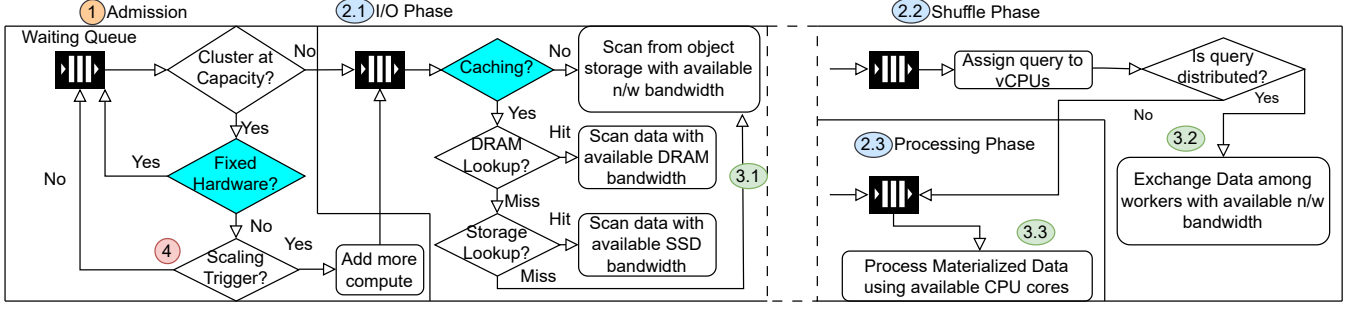 1 Admission
Waiting Queue
Cluster at
Capacity?
No
Yes
Fixed
Hardware?
Yes
No
No
4
Scaling
Trigger?
Yes
Add more
compute
2.1 I/O Phase
Caching?
No
Scan from object
storage with available
n/w bandwidth
Yes
DRAM
Lookup?
Hit
Scan data with
available DRAM
bandwidth
Miss
Storage
Lookup?
Hit
Scan data with
available SSD
bandwidth
Miss
3.1
2.2 Shuffle Phase
Assign query to
vCPUs
Is query
distributed?
Yes
No
3.2
Exchange Data among
workers with available n/w
bandwidth
2.3 Processing Phase
3.3
Process Materialized Data
using available CPU cores